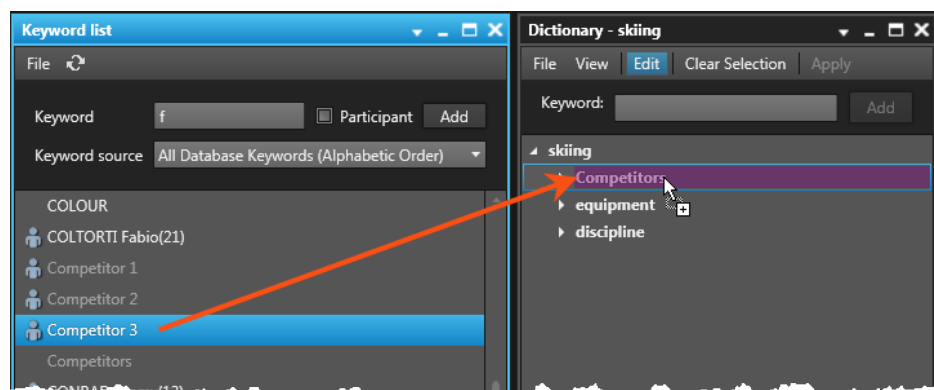 Keyword list
File
Keyword f Participant Add
Keyword source All Database Keywords (Alphabetic Order)
COLOUR
COLTORTI Fabio(21)
Competitor 1
Competitor 2
Competitor 3
Competitors
Dictionary - skiing
File View Edit Clear Selection Apply
Keyword: Add
skiing
Competitors
equipment
discipline